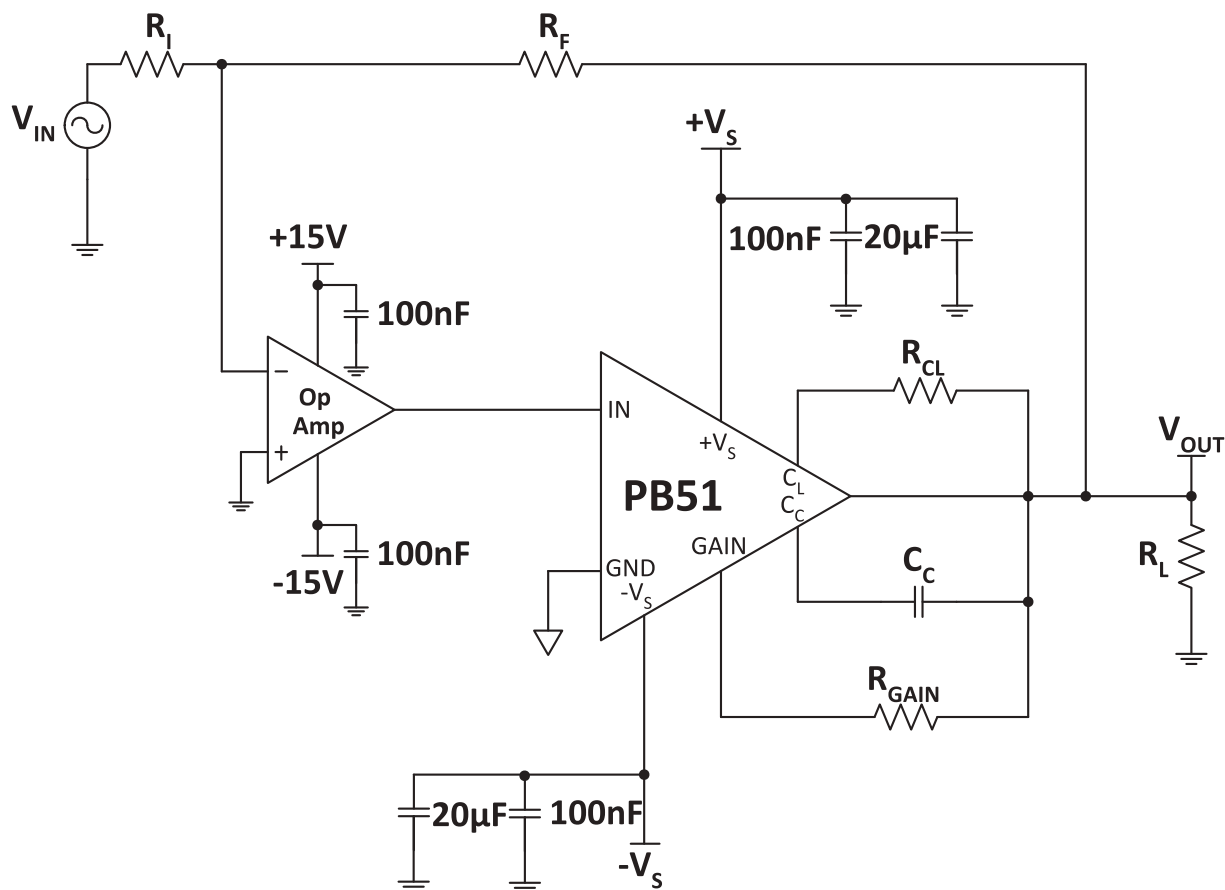 R_I
R_F
V_IN
+V_S
+15V
100nF 20µF
100nF
R_CL
−
Op
Amp
+
IN
+V_S
V_OUT
C_L
PB51
C_C
GAIN
100nF
-15V
GND
-V_S
C_C
R_L
R_GAIN
20µF 100nF
-V_S